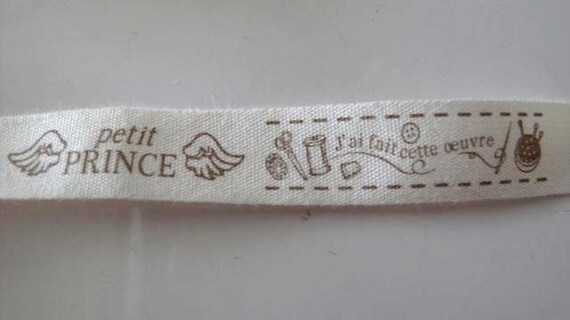 petit
PRINCE
J'ai fait cette œuvre